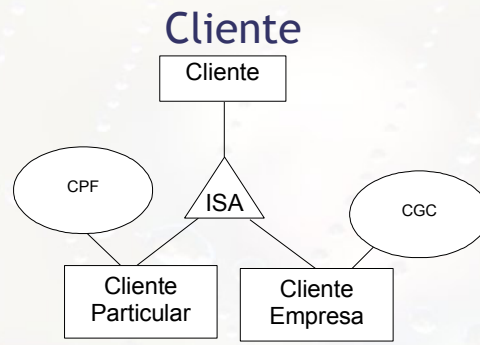 Cliente
Cliente
CPF
ISA
CGC
Cliente
Particular
Cliente
Empresa